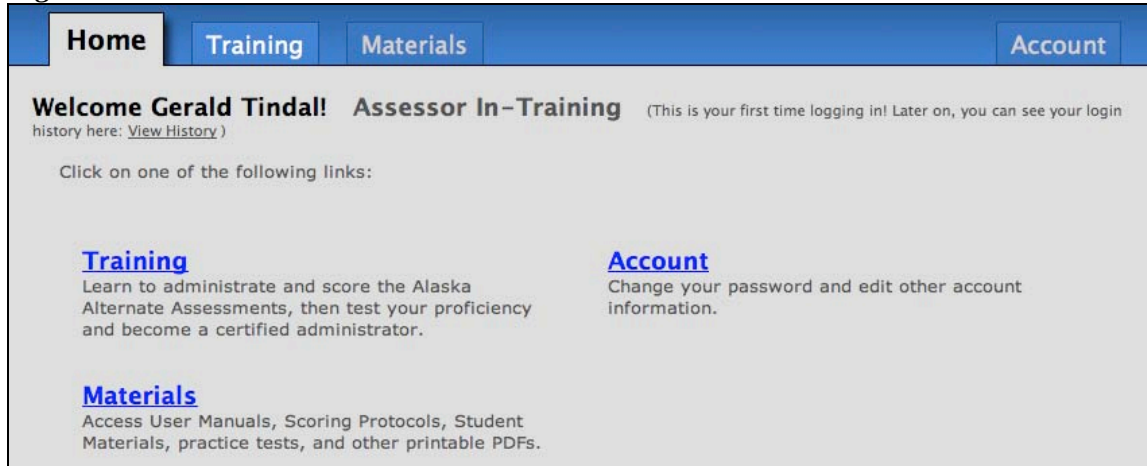 Home Training Materials Account
Welcome Gerald Tindal! Assessor In-Training (This is your first time logging in! Later on, you can see your login
history here: View History )
Click on one of the following links:
Training
Learn to administrate and score the Alaska
Alternate Assessments, then test your proficiency
and become a certified administrator.
Account
Change your password and edit other account
information.
Materials
Access User Manuals, Scoring Protocols, Student
Materials, practice tests, and other printable PDFs.